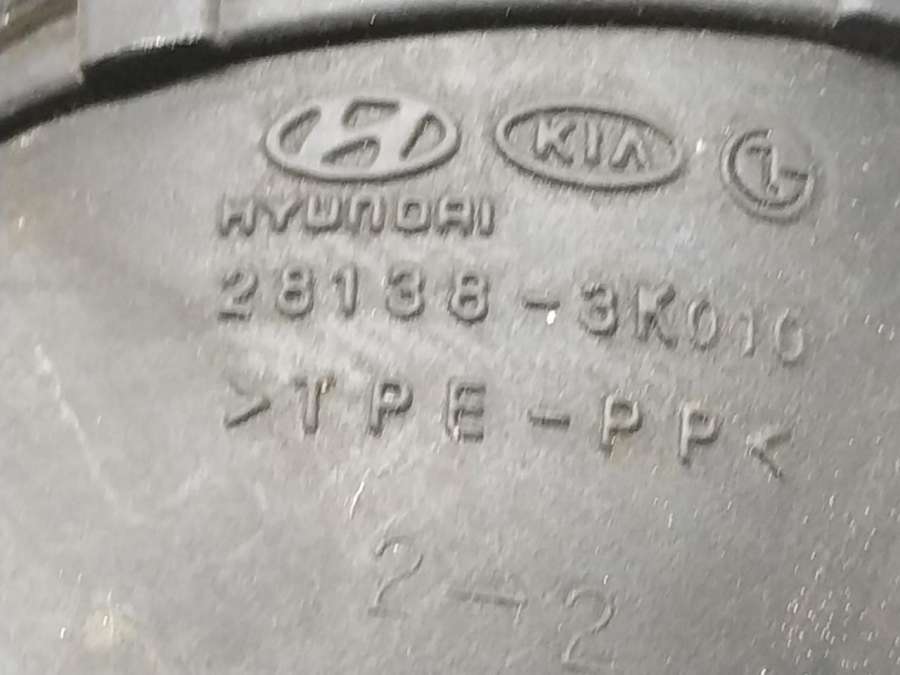 KIA
HYUNDAI
28138-3K010
>TPE-PP<
2-2